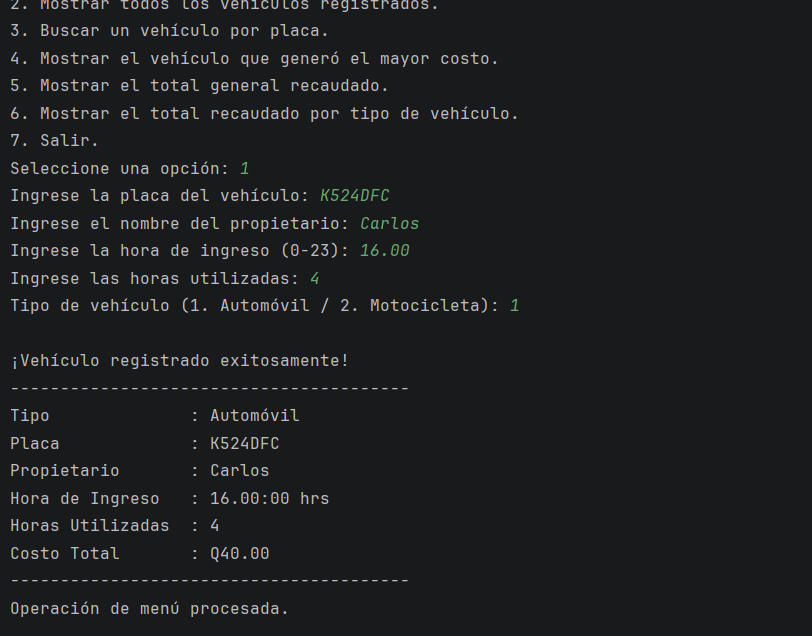 2. Mostrar todos los vehículos registrados.
3. Buscar un vehículo por placa.
4. Mostrar el vehículo que generó el mayor costo.
5. Mostrar el total general recaudado.
6. Mostrar el total recaudado por tipo de vehículo.
7. Salir.
Seleccione una opción: 1
Ingrese la placa del vehículo: K524DFC
Ingrese el nombre del propietario: Carlos
Ingrese la hora de ingreso (0-23): 16.00
Ingrese las horas utilizadas: 4
Tipo de vehículo (1. Automóvil / 2. Motocicleta): 1
¡Vehículo registrado exitosamente!
----------------------------------------
Tipo              : Automóvil
Placa             : K524DFC
Propietario       : Carlos
Hora de Ingreso   : 16.00:00 hrs
Horas Utilizadas  : 4
Costo Total       : Q40.00
----------------------------------------
Operación de menú procesada.